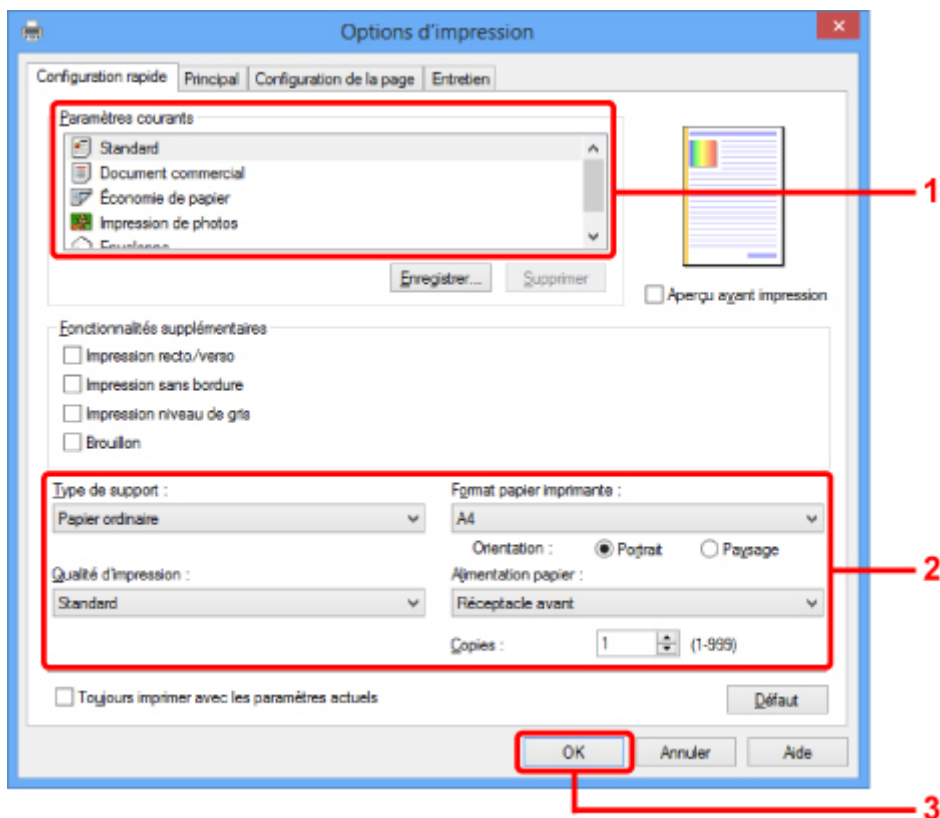 Options d'impression
Configuration rapide Principal Configuration de la page Entretien
Paramètres courants
Standard
Document commercial
Économie de papier
Impression de photos
1
Enregistrer... Supprimer
Aperçu avant impression
Fonctionnalités supplémentaires
Impression recto/verso
Impression sans bordure
Impression niveau de gris
Brouillon
Type de support : Format papier imprimante :
Papier ordinaire A4
Orientation : Portrait Paysage
2
Qualité d'impression : Alimentation papier :
Standard Réceptacle avant
Copies : 1 (1-999)
Toujours imprimer avec les paramètres actuels Défaut
OK Annuler Aide
3